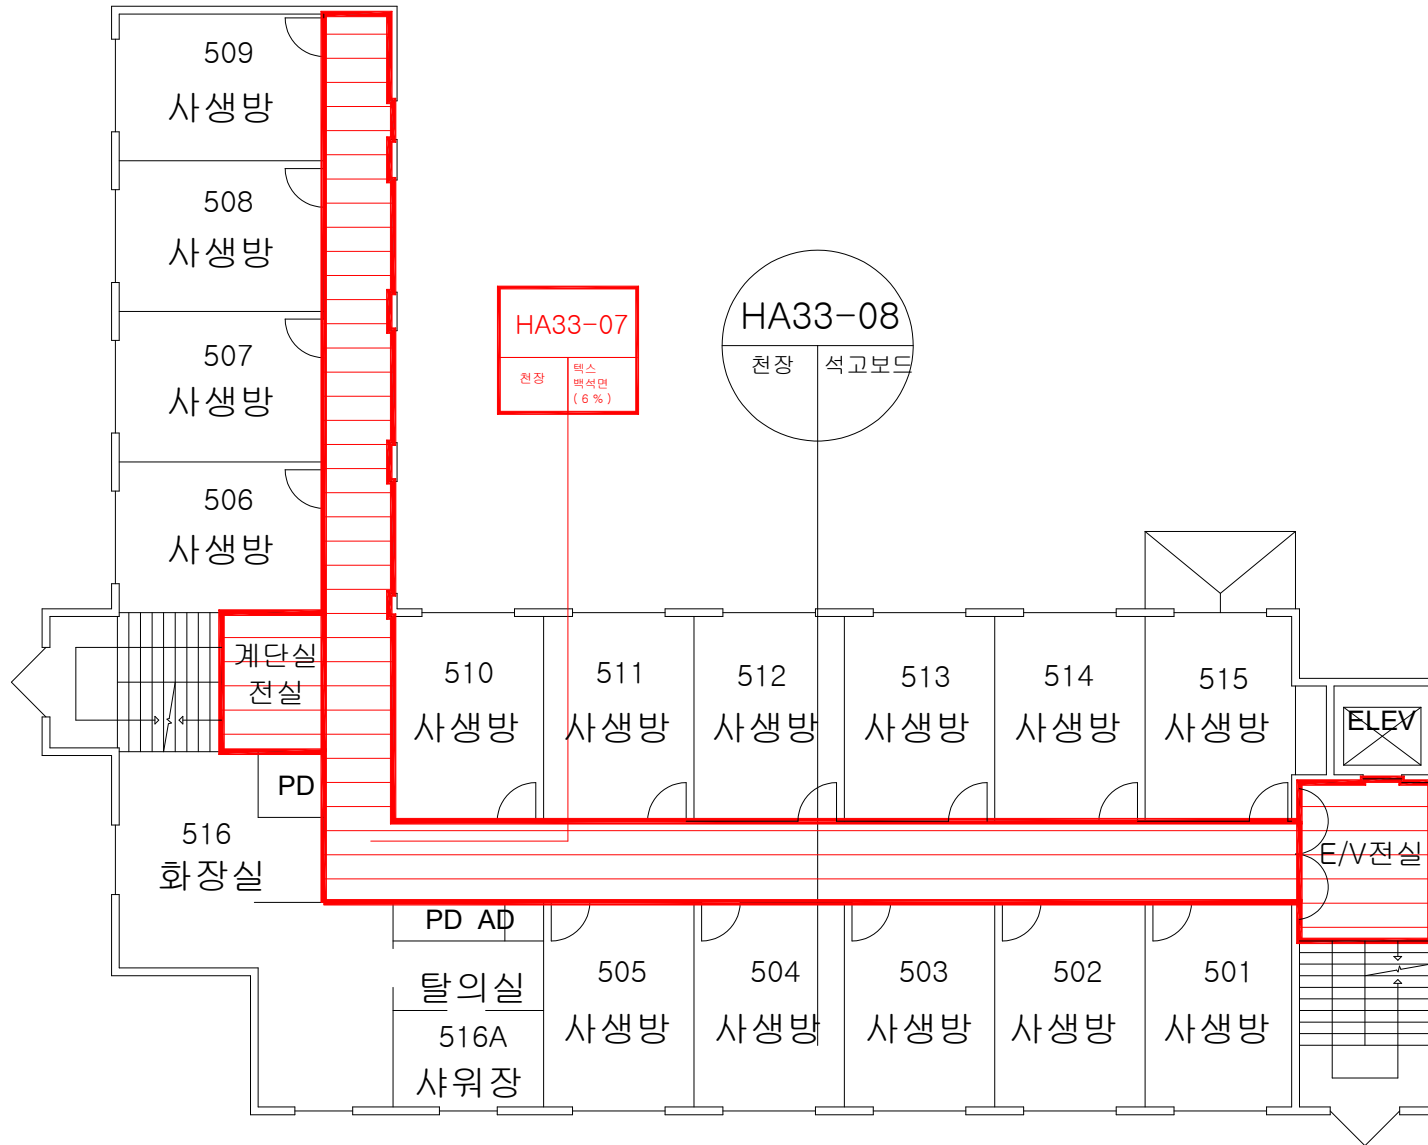 509
사생방
508
사생방
HA33-07
천장
텍스
백석면
(6%)
HA33-08
천장
석고보드
507
사생방
506
사생방
계단실
전실
510
사생방
511
사생방
512
사생방
513
사생방
514
사생방
515
사생방
ELEV
PD
516
화장실
E/V전실
PD AD
탈의실
516A
샤워장
505
사생방
504
사생방
503
사생방
502
사생방
501
사생방